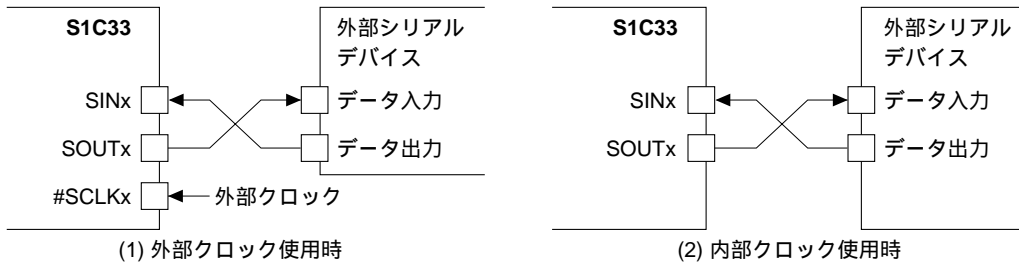 S1C33
外部シリアル
デバイス
SINx
データ入力
SOUTx
データ出力
#SCLKx
外部クロック
(1) 外部クロック使用時
S1C33
外部シリアル
デバイス
SINx
データ入力
SOUTx
データ出力
(2) 内部クロック使用時